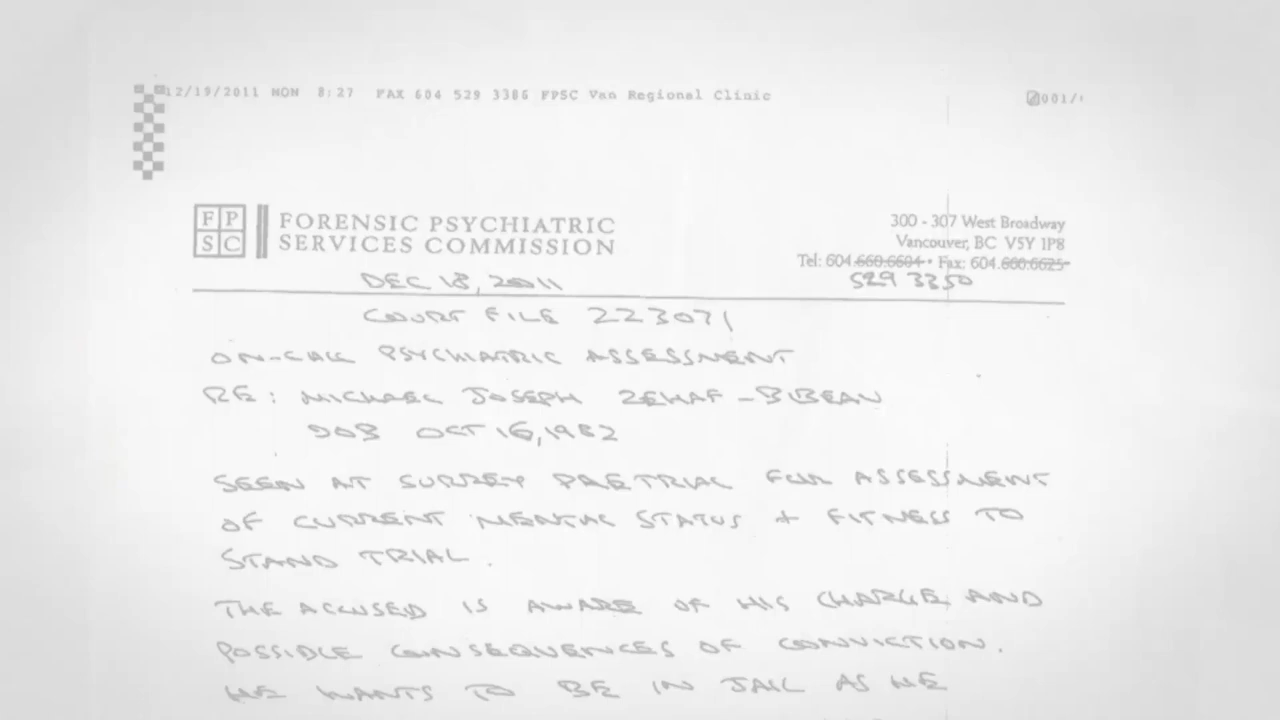 12/19/2011 MON 8:27 FAX 604 529 3386 FPSC Van Regional Clinic 001/
FP
SC
FORENSIC PSYCHIATRIC
SERVICES COMMISSION
300 - 307 West Broadway
Vancouver, BC V5Y 1P8
Tel: 604.660.6604 • Fax: 604.660.6625
529 3350
DEC 18, 2011
COURT FILE 223071
ON-CALL PSYCHIATRIC ASSESSMENT
RE: MICHAEL JOSEPH ZEHAF-BIBEAU
DOB OCT 16, 1982
SEEN AT SURREY PRETRIAL FOR ASSESSMENT
OF CURRENT MENTAL STATUS + FITNESS TO
STAND TRIAL.
THE ACCUSED IS AWARE OF HIS CHARGE AND
POSSIBLE CONSEQUENCES OF CONVICTION.
HE WANTS TO BE IN JAIL AS HE